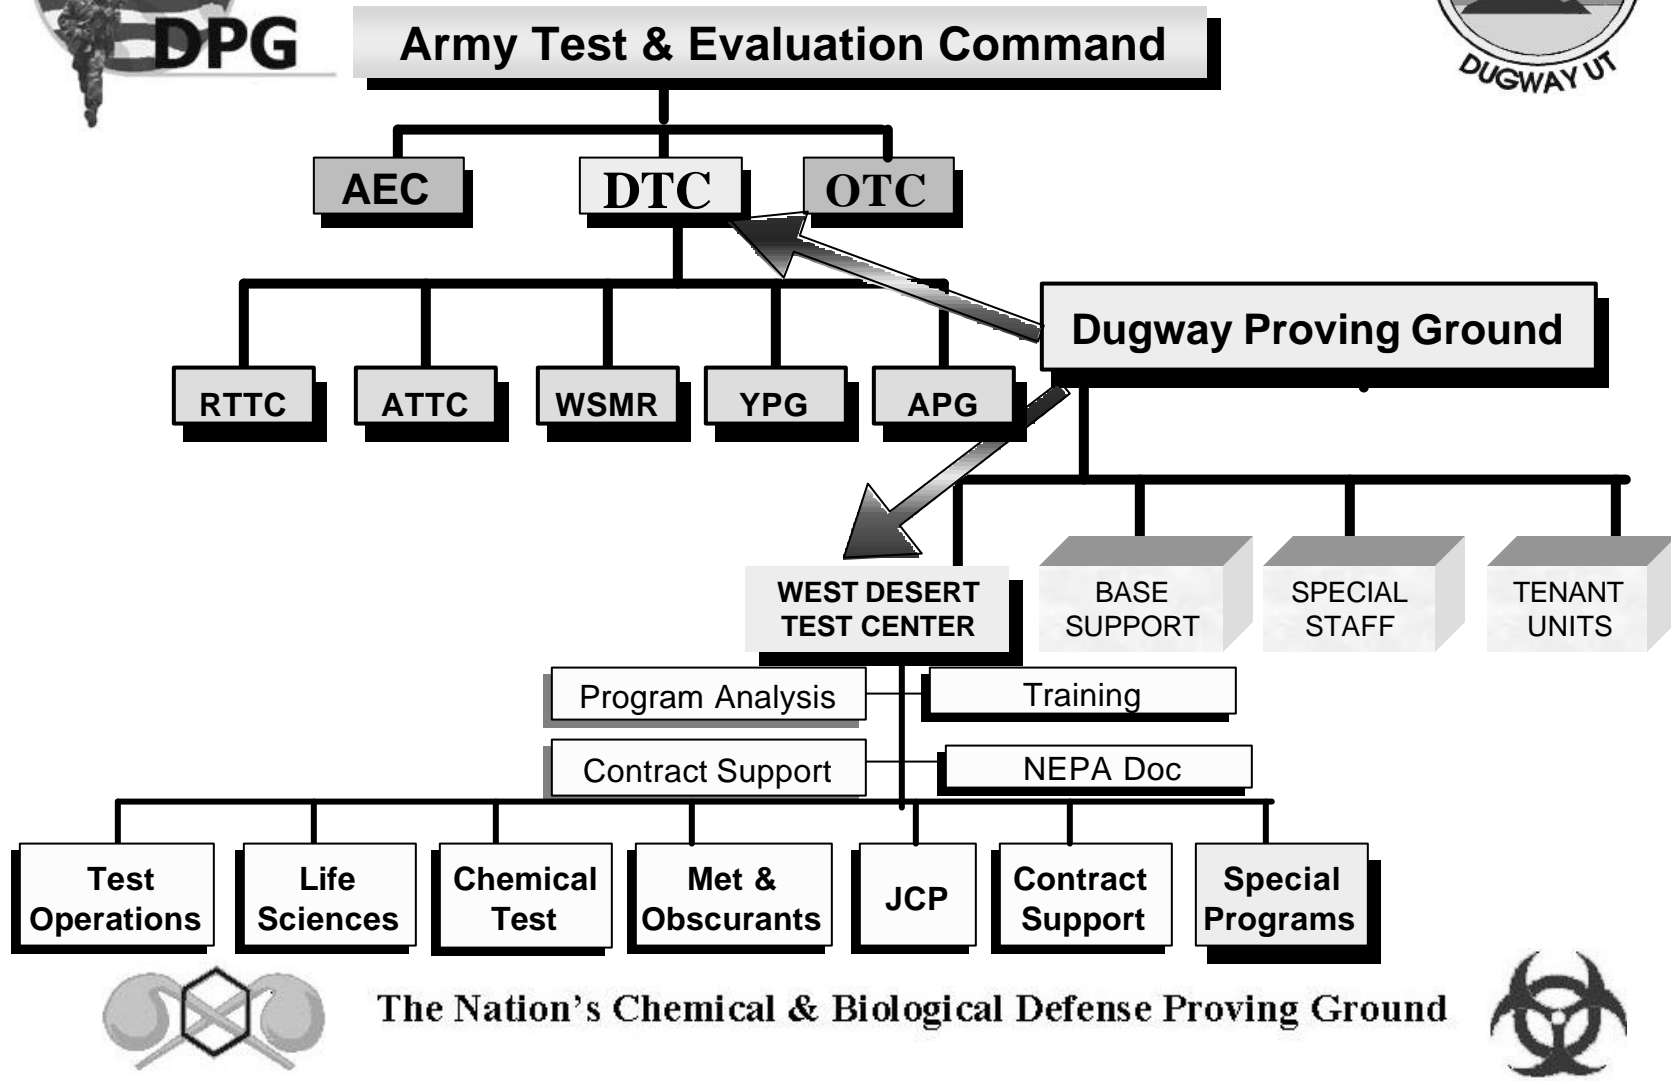 DPG
Army Test & Evaluation Command
DUGWAY UT
AEC
DTC
OTC
Dugway Proving Ground
RTTC
ATTC
WSMR
YPG
APG
WEST DESERT
TEST CENTER
BASE
SUPPORT
SPECIAL
STAFF
TENANT
UNITS
Program Analysis
Training
Contract Support
NEPA Doc
Test
Operations
Life
Sciences
Chemical
Test
Met &
Obscurants
JCP
Contract
Support
Special
Programs
The Nation's Chemical & Biological Defense Proving Ground